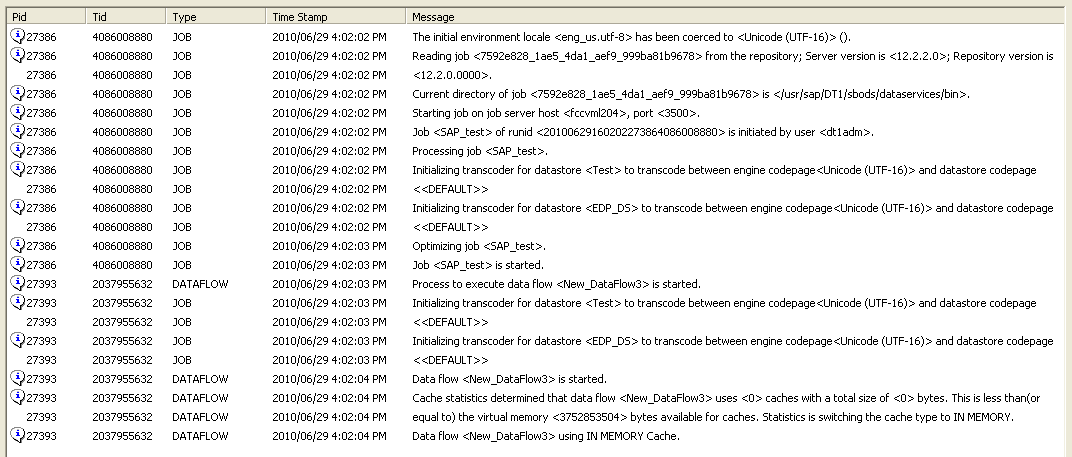 Pid Tid Type Time Stamp Message
27386 4086008880 JOB 2010/06/29 4:02:02 PM The initial environment locale <eng_us.utf-8> has been coerced to <Unicode (UTF-16)> ().
27386 4086008880 JOB 2010/06/29 4:02:02 PM Reading job <7592e828_1ae5_4da1_aef9_999ba81b9678> from the repository; Server version is <12.2.2.0>; Repository version is
27386 4086008880 JOB 2010/06/29 4:02:02 PM <12.2.0.0000>.
27386 4086008880 JOB 2010/06/29 4:02:02 PM Current directory of job <7592e828_1ae5_4da1_aef9_999ba81b9678> is </usr/sap/DT1/sbods/dataservices/bin>.
27386 4086008880 JOB 2010/06/29 4:02:02 PM Starting job on job server host <fccvml204>, port <3500>.
27386 4086008880 JOB 2010/06/29 4:02:02 PM Job <SAP_test> of runid <2010062916020227386408600 8880> is initiated by user <dt1adm>.
27386 4086008880 JOB 2010/06/29 4:02:02 PM Processing job <SAP_test>.
27386 4086008880 JOB 2010/06/29 4:02:02 PM Initializing transcoder for datastore <Test> to transcode between engine codepage<Unicode (UTF-16)> and datastore codepage
27386 4086008880 JOB 2010/06/29 4:02:02 PM <<DEFAULT>>
27386 4086008880 JOB 2010/06/29 4:02:02 PM Initializing transcoder for datastore <EDP_DS> to transcode between engine codepage<Unicode (UTF-16)> and datastore codepage
27386 4086008880 JOB 2010/06/29 4:02:02 PM <<DEFAULT>>
27386 4086008880 JOB 2010/06/29 4:02:03 PM Optimizing job <SAP_test>.
27386 4086008880 JOB 2010/06/29 4:02:03 PM Job <SAP_test> is started.
27393 2037955632 DATAFLOW 2010/06/29 4:02:03 PM Process to execute data flow <New_DataFlow3> is started.
27393 2037955632 JOB 2010/06/29 4:02:03 PM Initializing transcoder for datastore <Test> to transcode between engine codepage<Unicode (UTF-16)> and datastore codepage
27393 2037955632 JOB 2010/06/29 4:02:03 PM <<DEFAULT>>
27393 2037955632 JOB 2010/06/29 4:02:03 PM Initializing transcoder for datastore <EDP_DS> to transcode between engine codepage<Unicode (UTF-16)> and datastore codepage
27393 2037955632 JOB 2010/06/29 4:02:03 PM <<DEFAULT>>
27393 2037955632 DATAFLOW 2010/06/29 4:02:04 PM Data flow <New_DataFlow3> is started.
27393 2037955632 DATAFLOW 2010/06/29 4:02:04 PM Cache statistics determined that data flow <New_DataFlow3> uses <0> caches with a total size of <0> bytes. This is less than(or
27393 2037955632 DATAFLOW 2010/06/29 4:02:04 PM equal to) the virtual memory <3752853504> bytes available for caches. Statistics is switching the cache type to IN MEMORY.
27393 2037955632 DATAFLOW 2010/06/29 4:02:04 PM Data flow <New_DataFlow3> using IN MEMORY Cache.